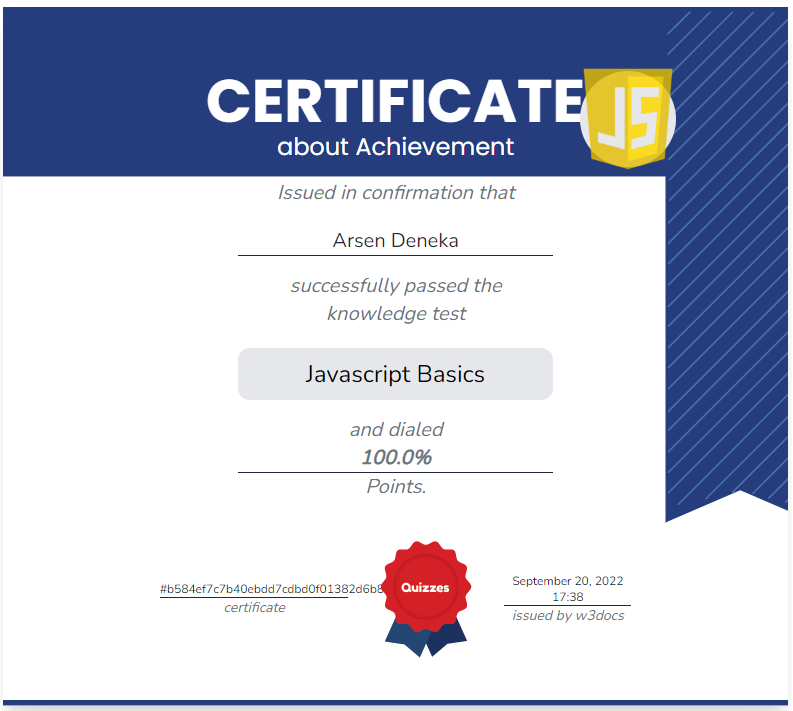 CERTIFICATE
JS
about Achievement
Issued in confirmation that
Arsen Deneka
successfully passed the
knowledge test
Javascript Basics
and dialed
100.0%
Points.
#b584ef7c7b40ebdd7cdbd0f01382d6b8
certificate
Quizzes
September 20, 2022
17:38
issued by w3docs